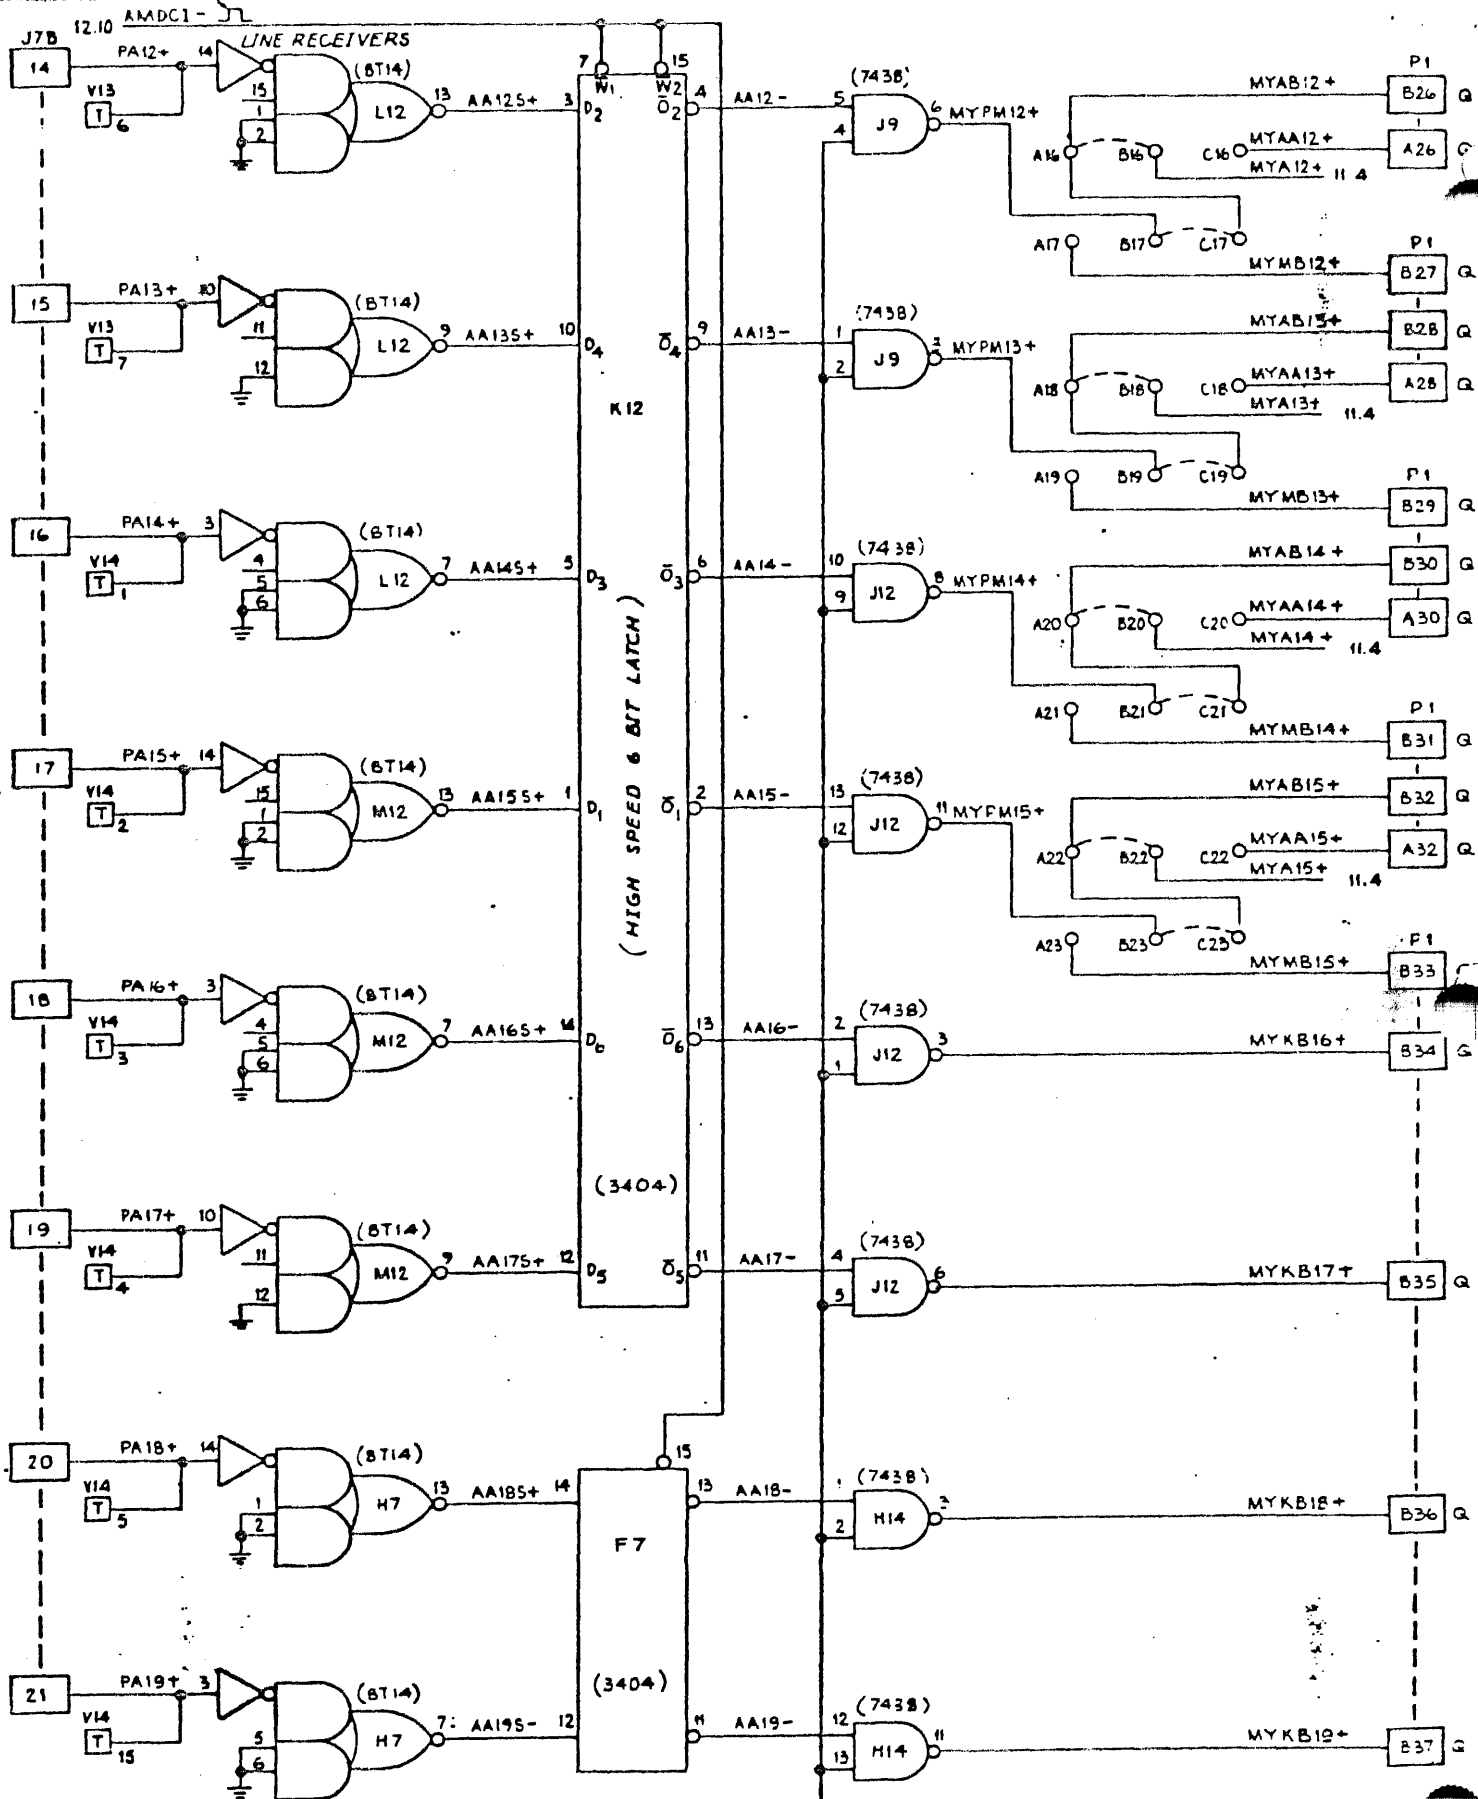 12.10 AMDC1-
J7B
LINE RECEIVERS
14 PA12+ 14 (8T14) 13 AA12S+ 3 D2 7 W1 15 W2 Ō2 4 AA12- 5 (7438) 6 MYPM12+ MYAB12+ P1 B26 Q
V13 T 6 15 1 2 L12 4 J9 A16 B16 C16 MYAA12+ A26
MYA12+ 11.4
A17 B17 C17 P1
MYMB12+ B27 Q
15 PA13+ 10 (8T14) 9 AA13S+ 10 D4 Ō4 9 AA13- 1 (7438) 3 MYPM13+ MYAB13+ B28 Q
V13 T 7 11 12 L12 2 J9 A18 B18 C18 MYAA13+ A28 Q
K12 MYA13+ 11.4
A19 B19 C19 P1
MYMB13+ B29 Q
16 PA14+ 3 (8T14) 7 AA14S+ 5 D3 Ō3 6 AA14- 10 (7438) 8 MYPM14+ MYAB14+ B30 Q
V14 T 1 4 5 6 L12 9 J12 A20 B20 C20 MYAA14+ A30 Q
MYA14+ 11.4
(HIGH SPEED 6 BIT LATCH)
A21 B21 C21 P1
MYMB14+ B31 Q
17 PA15+ 14 (8T14) 13 AA15S+ 1 D1 Ō1 2 AA15- 13 (7438) 11 MYPM15+ MYAB15+ B32 Q
V14 T 2 15 1 2 M12 12 J12 A22 B22 C22 MYAA15+ A32 Q
MYA15+ 11.4
A23 B23 C23 P1
MYMB15+ B33
18 PA16+ 3 (8T14) 7 AA16S+ 14 D6 Ō6 13 AA16- 2 (7438) 3 MYKB16+ B34 Q
V14 T 3 4 5 6 M12 1 J12
(3404)
19 PA17+ 10 (8T14) 9 AA17S+ 12 D5 Ō5 11 AA17- 4 (7438) 6 MYKB17+ B35 Q
V14 T 4 11 12 M12 5 J12
20 PA18+ 14 (8T14) 13 AA18S+ 14 15 13 AA18- 1 (7438) 3 MYKB18+ B36 Q
V14 T 5 1 2 H7 F7 2 H14
(3404)
21 PA19+ 3 (8T14) 7 AA19S- 12 11 AA19- 12 (7438) 11 MYKB19+ B37 Q
V14 T 15 5 6 H7 13 H14